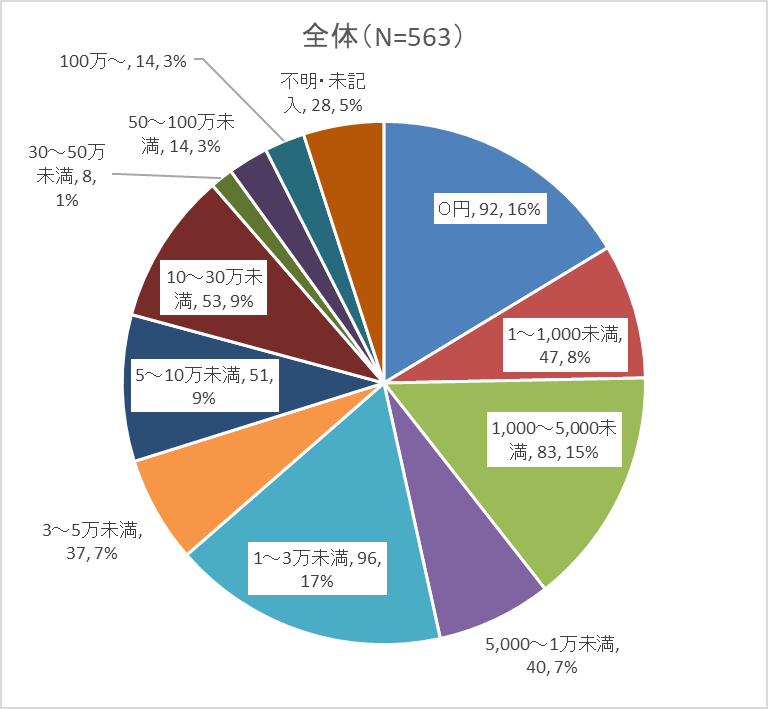 全体（N=563）
0円, 92, 16%
1～1,000未満,
47, 8%
1,000～5,000未
満, 83, 15%
5,000～1万未満,
40, 7%
1～3万未満, 96,
17%
3～5万未満,
37, 7%
5～10万未満, 51,
9%
10～30万未
満, 53, 9%
30～50万
未満, 8,
1%
50～100万未
満, 14, 3%
100万～, 14, 3%
不明・未記
入, 28, 5%